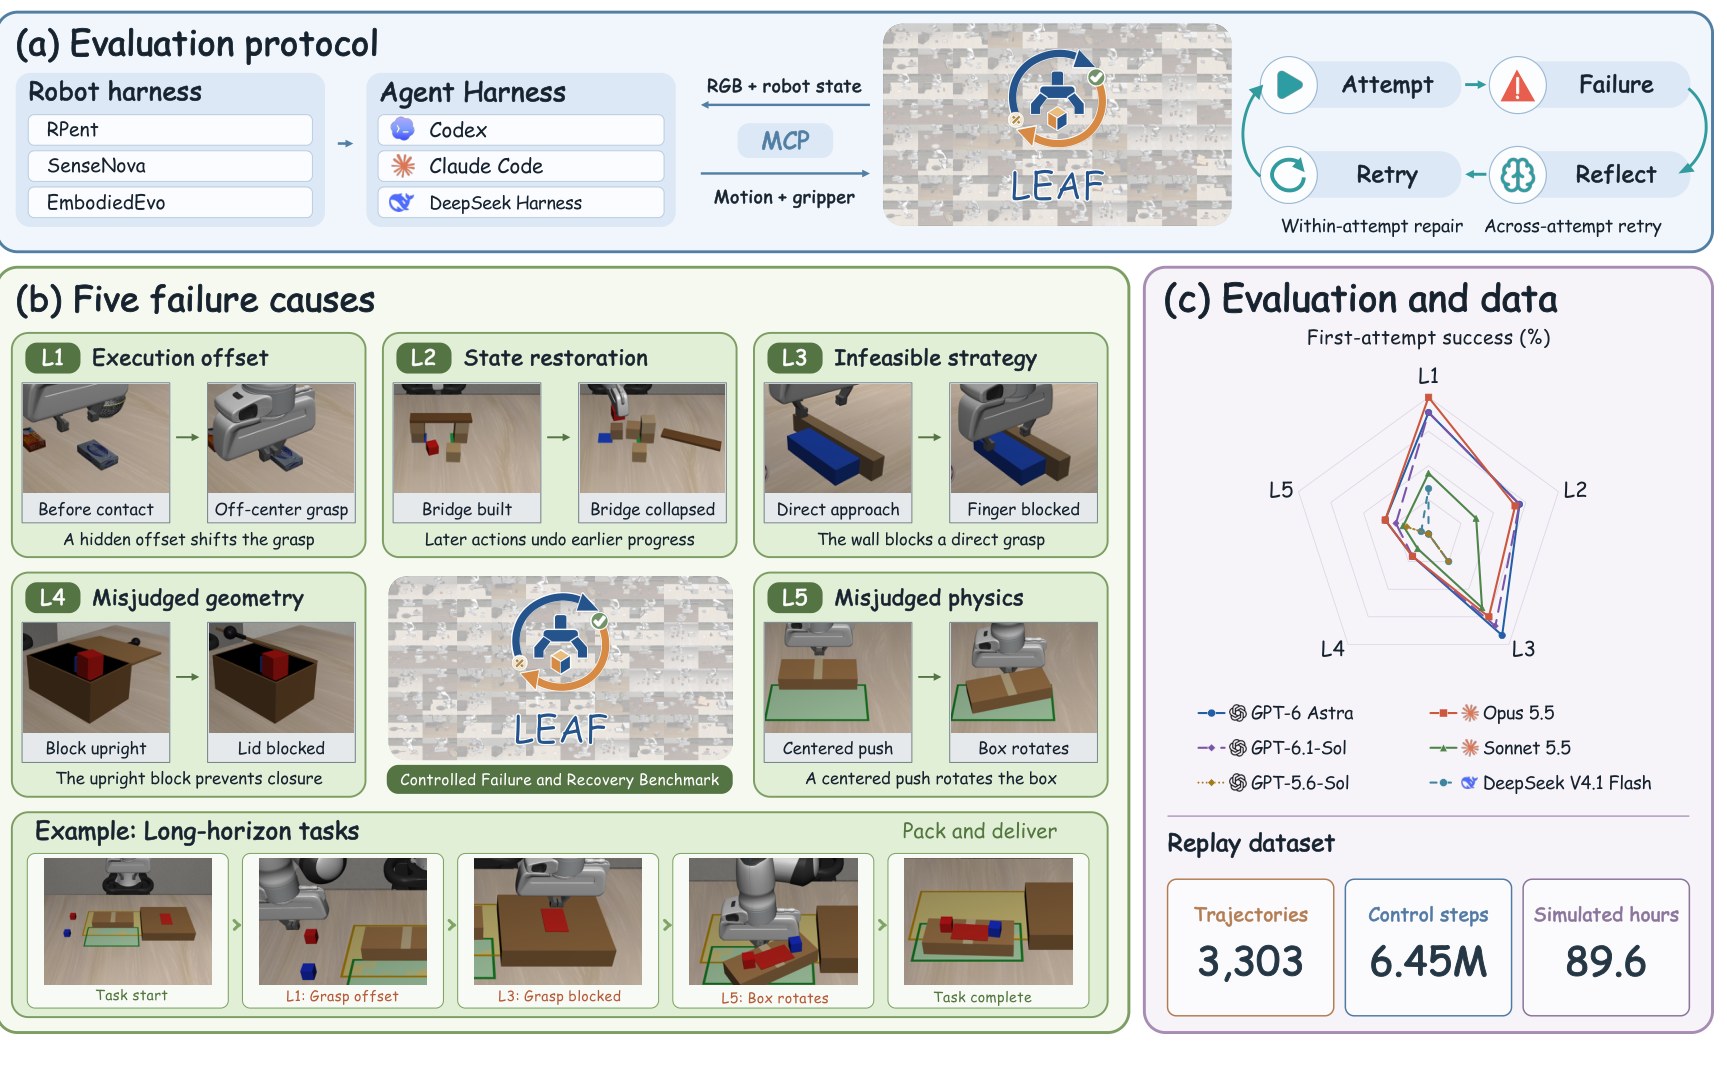 (a) Evaluation protocol
Robot harness
RPent
SenseNova
EmbodiedEvo
Agent Harness
Codex
Claude Code
DeepSeek Harness
RGB + robot state
MCP
Motion + gripper
LEAF
Attempt
Failure
Retry
Reflect
Within-attempt repair
Across-attempt retry
(b) Five failure causes
L1 Execution offset
Before contact
Off-center grasp
A hidden offset shifts the grasp
L2 State restoration
Bridge built
Bridge collapsed
Later actions undo earlier progress
L3 Infeasible strategy
Direct approach
Finger blocked
The wall blocks a direct grasp
L4 Misjudged geometry
Block upright
Lid blocked
The upright block prevents closure
LEAF
Controlled Failure and Recovery Benchmark
L5 Misjudged physics
Centered push
Box rotates
A centered push rotates the box
Example: Long-horizon tasks
Pack and deliver
Task start
L1: Grasp offset
L3: Grasp blocked
L5: Box rotates
Task complete
(c) Evaluation and data
First-attempt success (%)
L1
L2
L3
L4
L5
GPT-6 Astra
Opus 5.5
GPT-6.1-Sol
Sonnet 5.5
GPT-5.6-Sol
DeepSeek V4.1 Flash
Replay dataset
Trajectories
3,303
Control steps
6.45M
Simulated hours
89.6